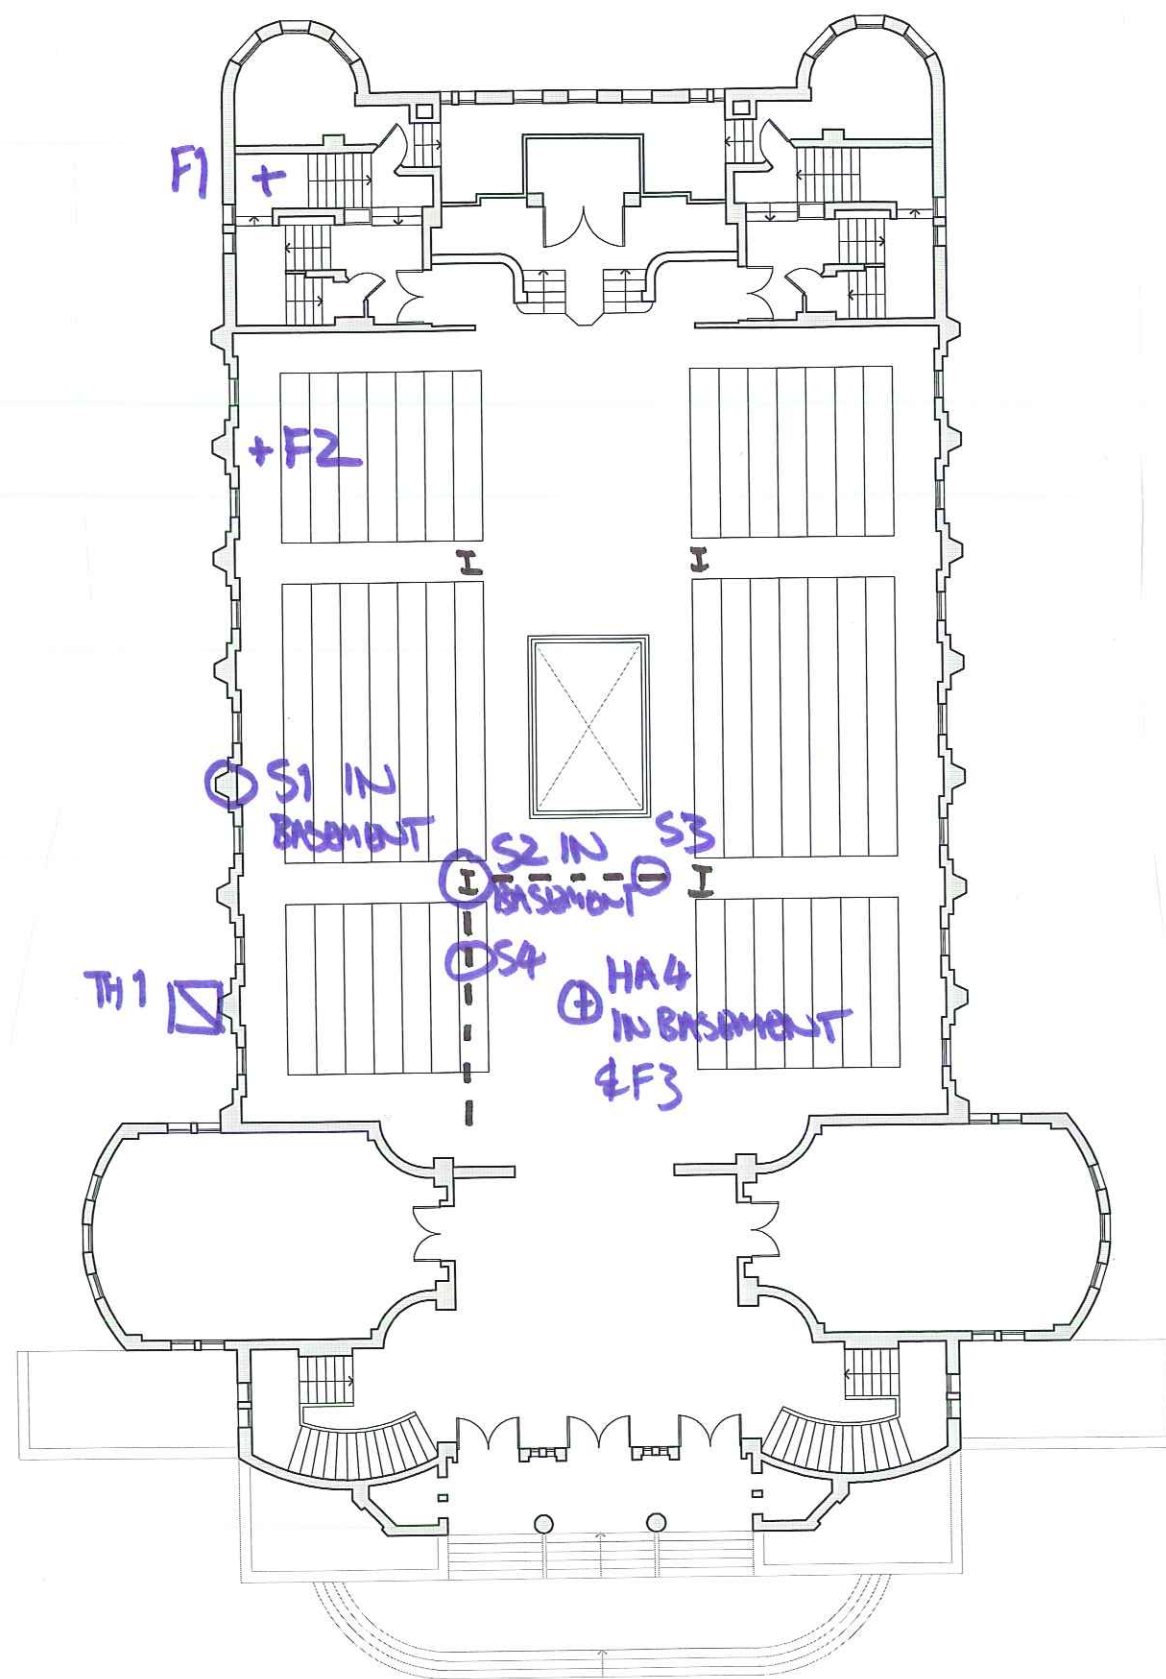 F1
F2
S1 IN
BASEMENT
S2 IN
BASEMENT
S3
S4
TH1
HA4
IN BASEMENT
& F3